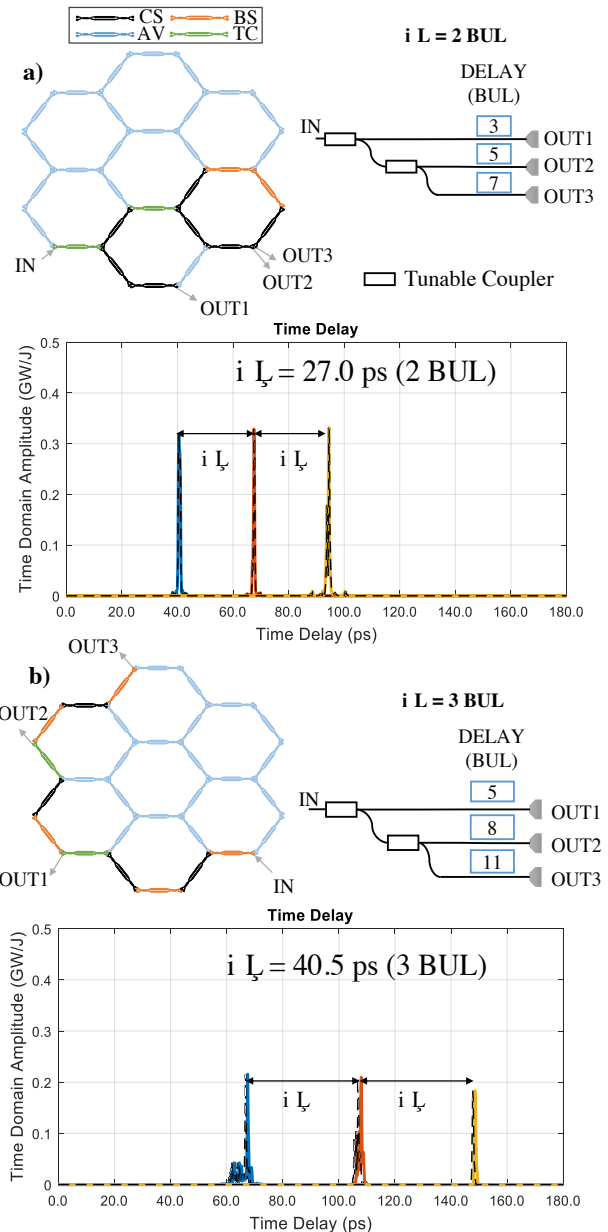 CS BS
AV TC
a)
i L = 2 BUL
DELAY
(BUL)
IN
3
OUT1
5
OUT2
7
OUT3
IN
OUT3
OUT2
OUT1
Tunable Coupler
Time Delay
Time Domain Amplitude (GW/J)
0.5
0.4
0.3
0.2
0.1
0
i Ļ = 27.0 ps (2 BUL)
i Ļ i Ļ
0.0 20.0 40.0 60.0 80.0 100.0 120.0 140.0 160.0 180.0
Time Delay (ps)
b)
OUT3
OUT2
OUT1
IN
i L = 3 BUL
DELAY
(BUL)
IN
5
OUT1
8
OUT2
11
OUT3
Time Delay
Time Domain Amplitude (GW/J)
0.5
0.4
0.3
0.2
0.1
0
i Ļ = 40.5 ps (3 BUL)
i Ļ i Ļ
0.0 20.0 40.0 60.0 80.0 100.0 120.0 140.0 160.0 180.0
Time Delay (ps)